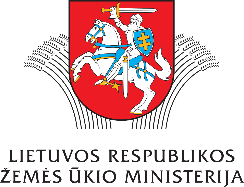 LIETUVOS RESPUBLIKOS
ŽEMĖS ŪKIO MINISTERIJA